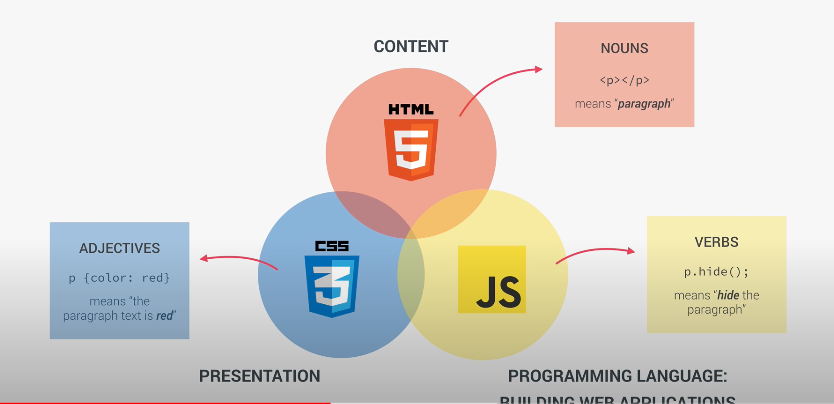 CONTENT
NOUNS
<p></p>
means “paragraph”
HTML
5
ADJECTIVES
p {color: red}
means “the
paragraph text is red”
CSS
3
JS
VERBS
p.hide();
means “hide the
paragraph”
PRESENTATION
PROGRAMMING LANGUAGE:
BUILDING WEB APPLICATIONS